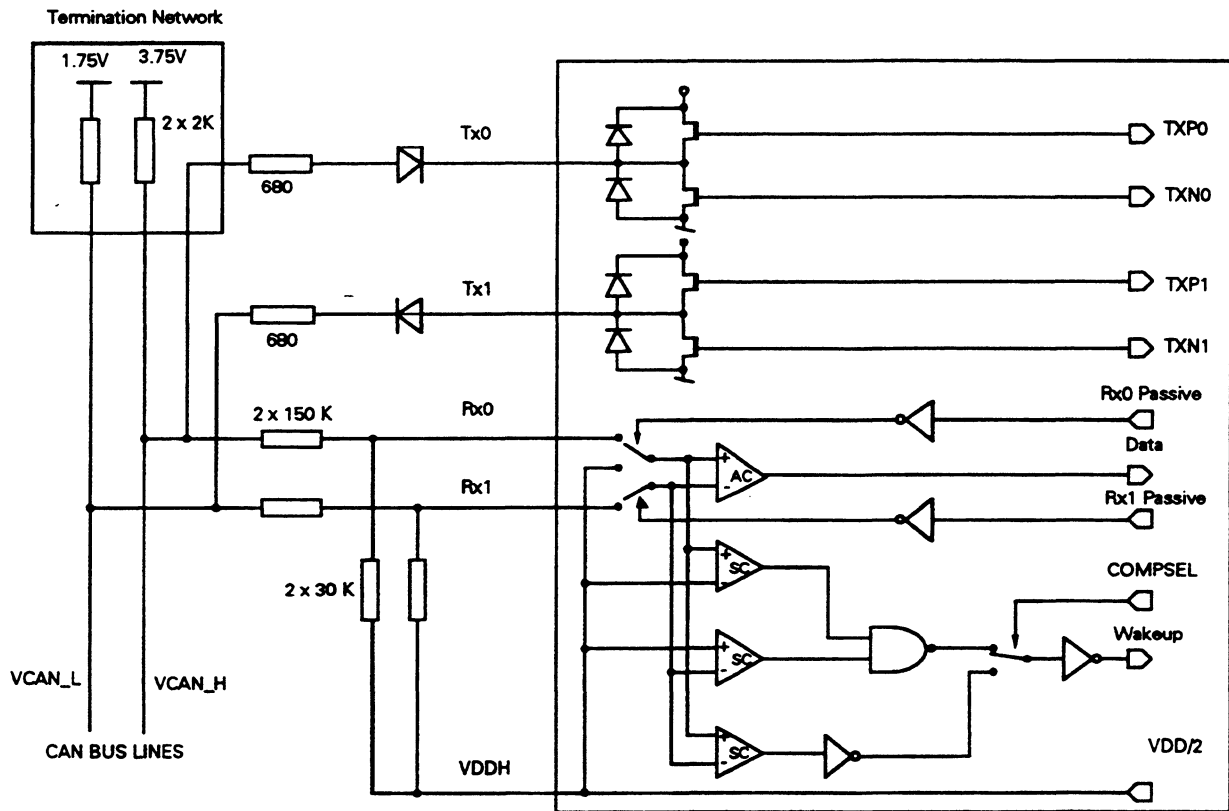 Termination Network
1.75V
3.75V
2 x 2K
680
Tx0
TXP0
TXN0
680
Tx1
TXP1
TXN1
2 x 150 K
Rx0
Rx0 Passive
+
-
AC
Data
Rx1
Rx1 Passive
2 x 30 K
+
-
SC
COMPSEL
Wakeup
+
-
SC
VCAN_L
VCAN_H
+
-
SC
CAN BUS LINES
VDDH
VDD/2